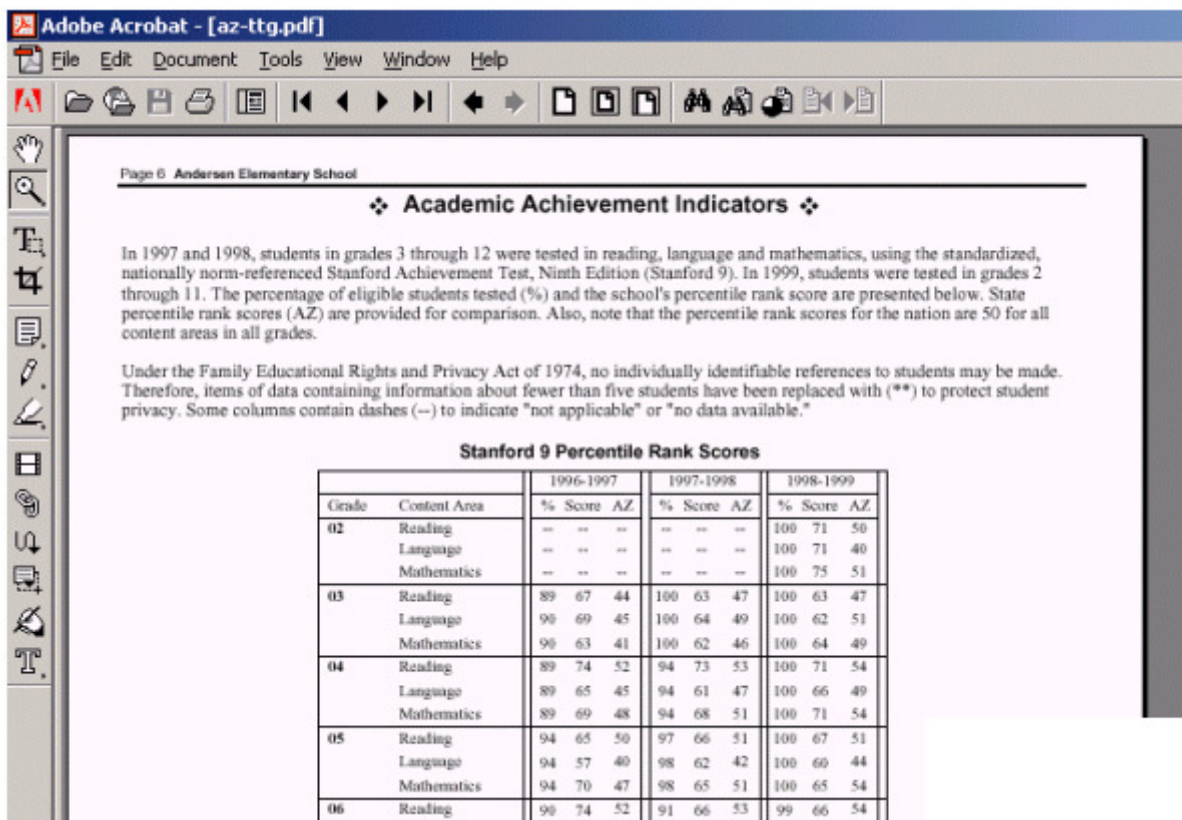 Adobe Acrobat - [az-ttg.pdf]
File Edit Document Tools View Window Help
Page 6 Andersen Elementary School
❖ Academic Achievement Indicators ❖
In 1997 and 1998, students in grades 3 through 12 were tested in reading, language and mathematics, using the standardized,
nationally norm-referenced Stanford Achievement Test, Ninth Edition (Stanford 9). In 1999, students were tested in grades 2
through 11. The percentage of eligible students tested (%) and the school's percentile rank score are presented below. State
percentile rank scores (AZ) are provided for comparison. Also, note that the percentile rank scores for the nation are 50 for all
content areas in all grades.
Under the Family Educational Rights and Privacy Act of 1974, no individually identifiable references to students may be made.
Therefore, items of data containing information about fewer than five students have been replaced with (**) to protect student
privacy. Some columns contain dashes (--) to indicate "not applicable" or "no data available."
Stanford 9 Percentile Rank Scores
1996-1997 1997-1998 1998-1999
Grade Content Area % Score AZ % Score AZ % Score AZ
02 Reading -- -- -- -- -- -- 100 71 50
Language -- -- -- -- -- -- 100 71 40
Mathematics -- -- -- -- -- -- 100 75 51
03 Reading 89 67 44 100 63 47 100 63 47
Language 90 69 45 100 64 49 100 62 51
Mathematics 90 63 41 100 62 46 100 64 49
04 Reading 89 74 52 94 73 53 100 71 54
Language 89 65 45 94 61 47 100 66 49
Mathematics 89 69 48 94 68 51 100 71 54
05 Reading 94 65 50 97 66 51 100 67 51
Language 94 57 40 98 62 42 100 60 44
Mathematics 94 70 47 98 65 51 100 65 54
06 Reading 90 74 52 91 66 53 99 66 54